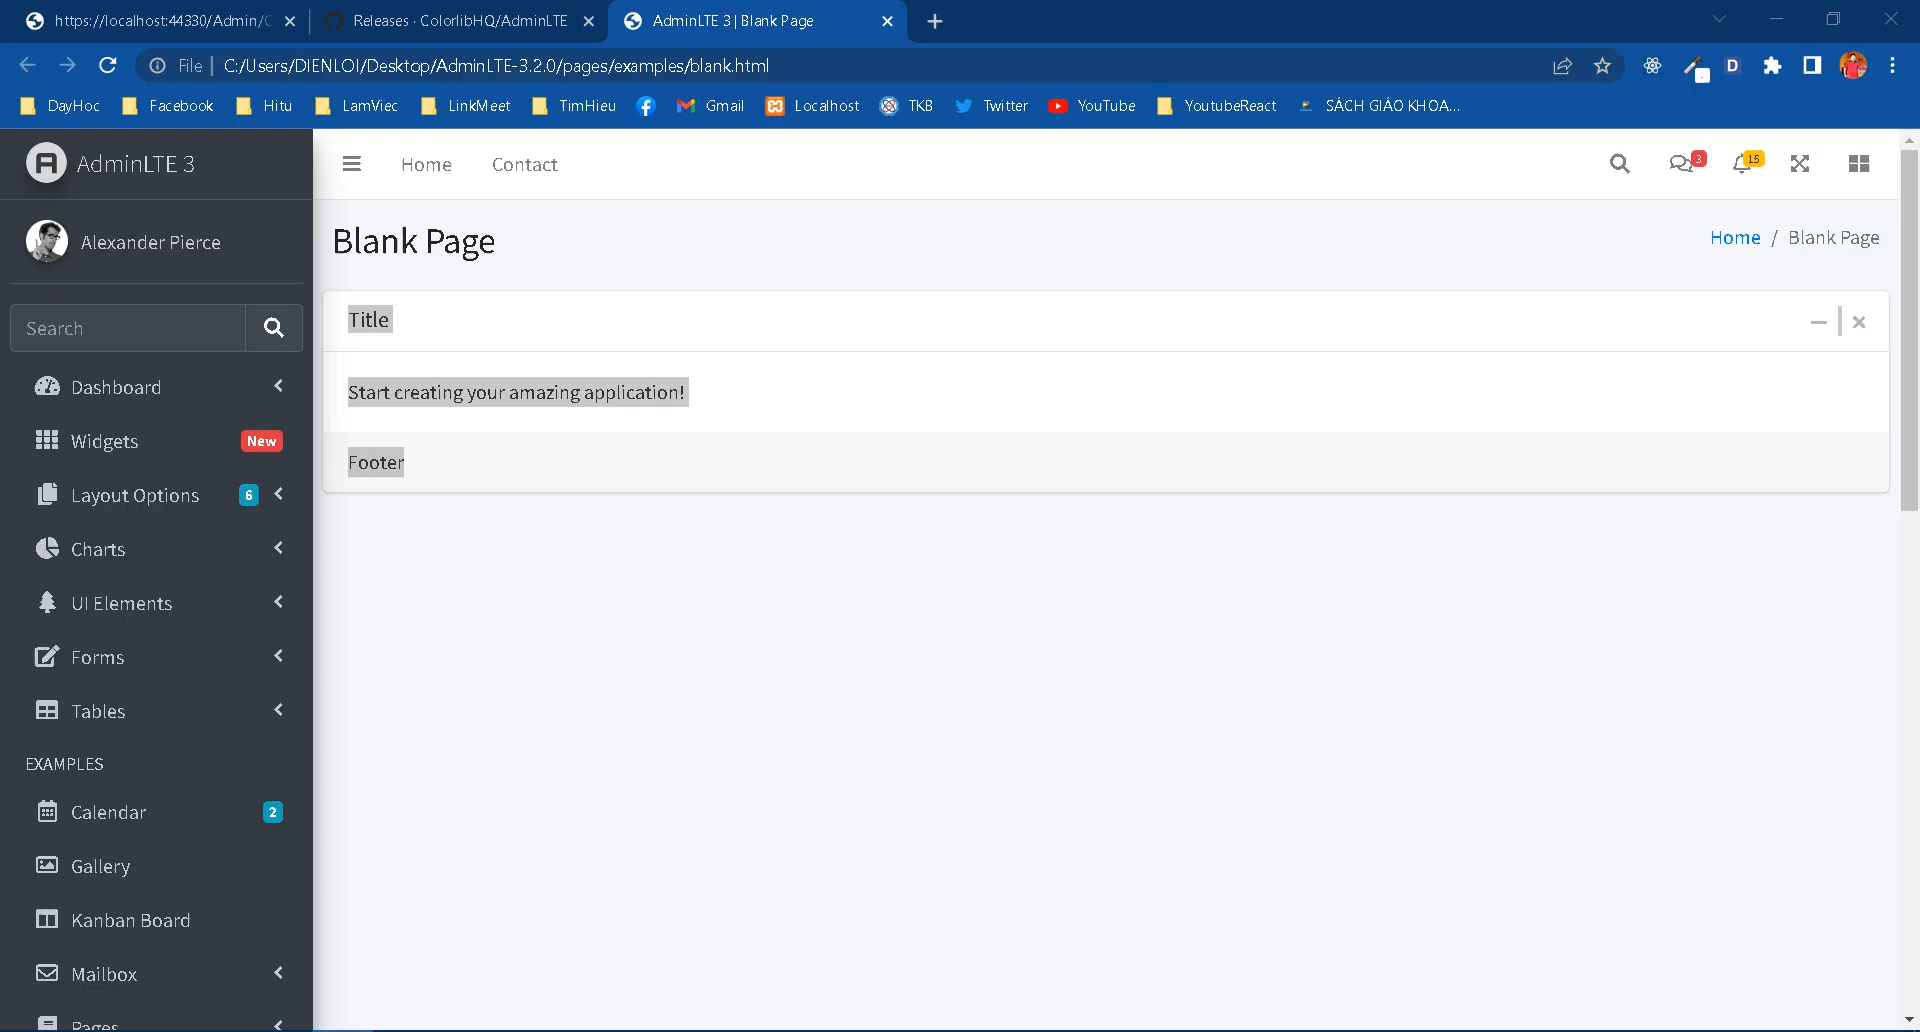 https://localhost:44330/Admin/C
Releases · ColorlibHQ/AdminLTE
AdminLTE 3 | Blank Page
File
C:/Users/DIENLOI/Desktop/AdminLTE-3.2.0/pages/examples/blank.html
D
DayHoc
Facebook
Hitu
LamViec
LinkMeet
TimHieu
Gmail
Localhost
TKB
Twitter
YouTube
YoutubeReact
SÁCH GIÁO KHOA...
AdminLTE 3
Home
Contact
3
15
Alexander Pierce
Blank Page
Home / Blank Page
Search
Title
Start creating your amazing application!
Footer
Dashboard
Widgets New
Layout Options 6
Charts
UI Elements
Forms
Tables
EXAMPLES
Calendar 2
Gallery
Kanban Board
Mailbox
Pages